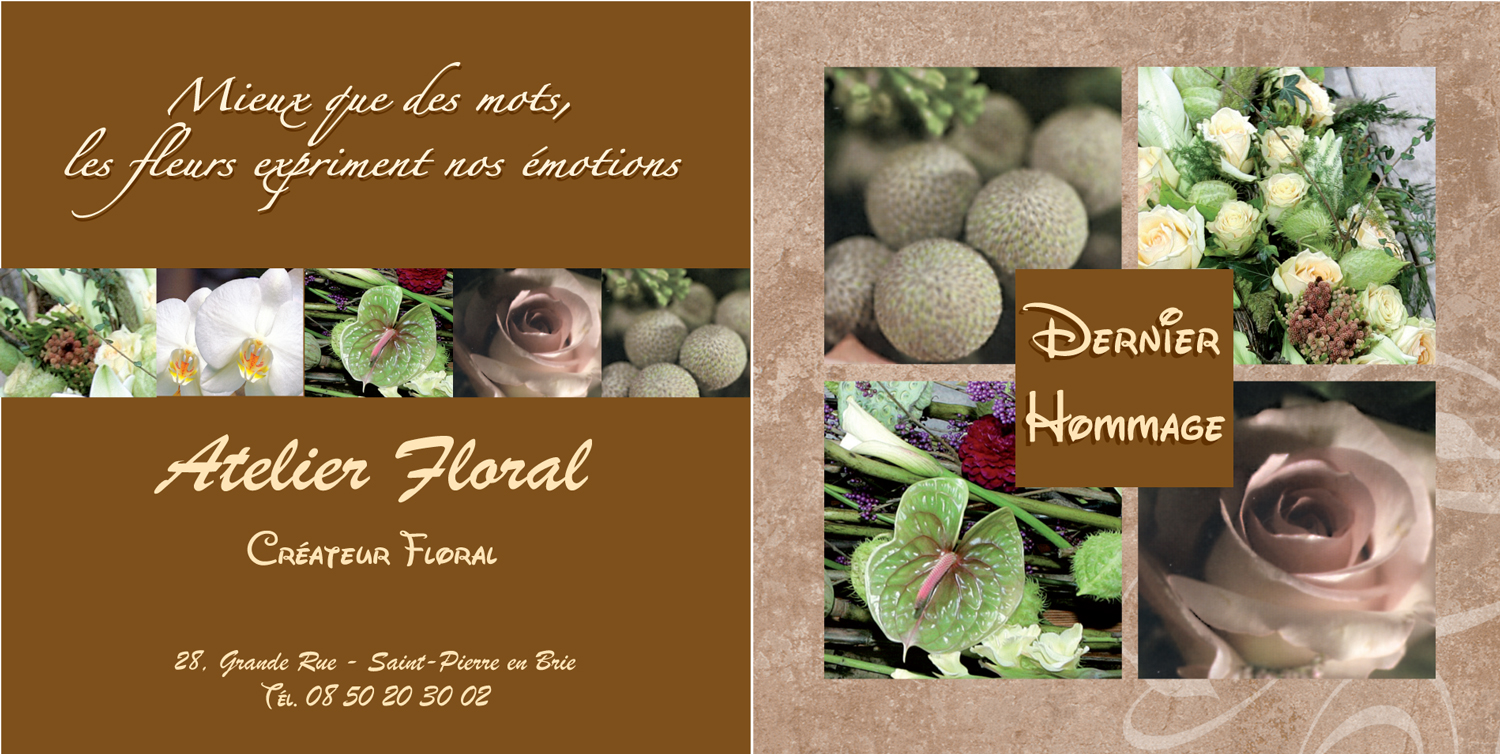 Mieux que des mots,
les fleurs expriment nos émotions
Atelier Floral
Créateur Floral
28, Grande Rue - Saint-Pierre en Brie
Tél. 08 50 20 30 02
Dernier
Hommage